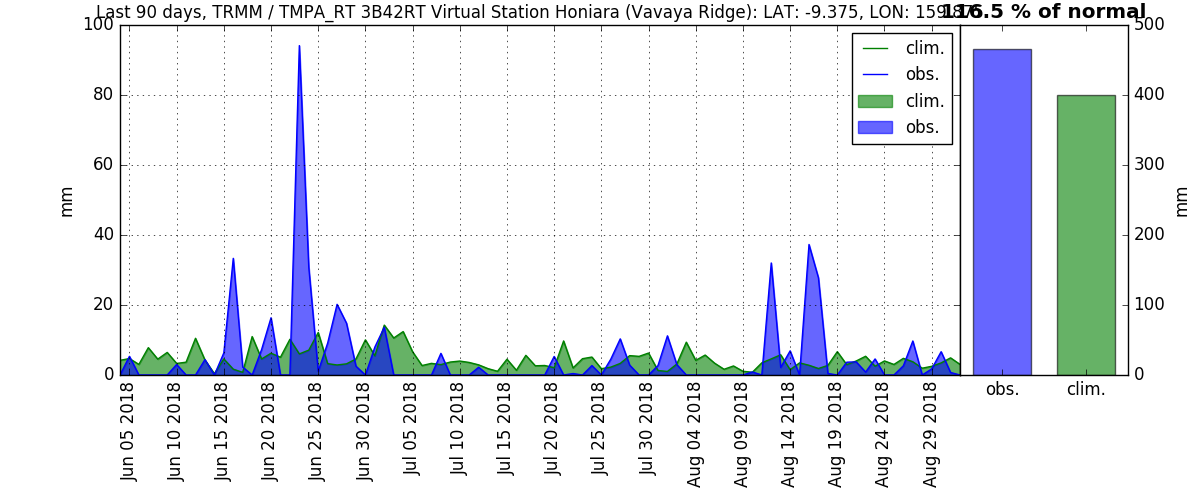 Last 90 days, TRMM / TMPA_RT 3B42RT Virtual Station Honiara (Vavaya Ridge): LAT: -9.375, LON:
116.5 % of normal
100
80
60
40
20
0
mm
clim.
obs.
clim.
obs.
500
400
300
200
100
0
mm
obs.
clim.
Jun 05 2018
Jun 10 2018
Jun 15 2018
Jun 20 2018
Jun 25 2018
Jun 30 2018
Jul 05 2018
Jul 10 2018
Jul 15 2018
Jul 20 2018
Jul 25 2018
Jul 30 2018
Aug 04 2018
Aug 09 2018
Aug 14 2018
Aug 19 2018
Aug 24 2018
Aug 29 2018